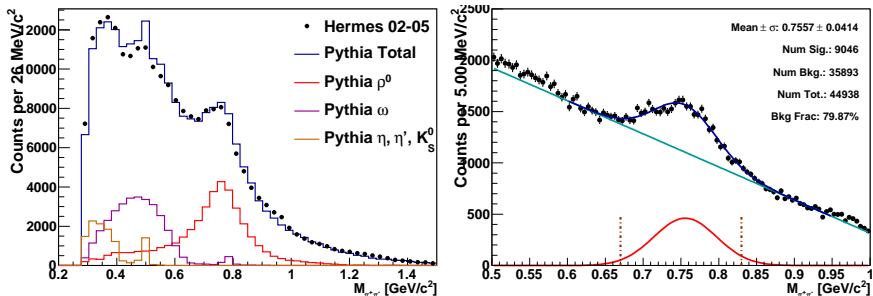 Counts per 26 MeV/c²
12000
10000
8000
6000
4000
2000
0
Hermes 02-05
Pythia Total
Pythia ρ⁰
Pythia ω
Pythia η, η', K⁰_S
0.2 0.4 0.6 0.8 1 1.2 1.4
M_π⁺π⁻ [GeV/c²]
Counts per 5.00 MeV/c²
2500
2000
1500
1000
500
0
Mean ± σ: 0.7557 ± 0.0414
Num Sig.: 9046
Num Bkg.: 35893
Num Tot.: 44938
Bkg Frac: 79.87%
0.5 0.55 0.6 0.65 0.7 0.75 0.8 0.85 0.9 0.95 1
M_π⁺π⁻ [GeV/c²]